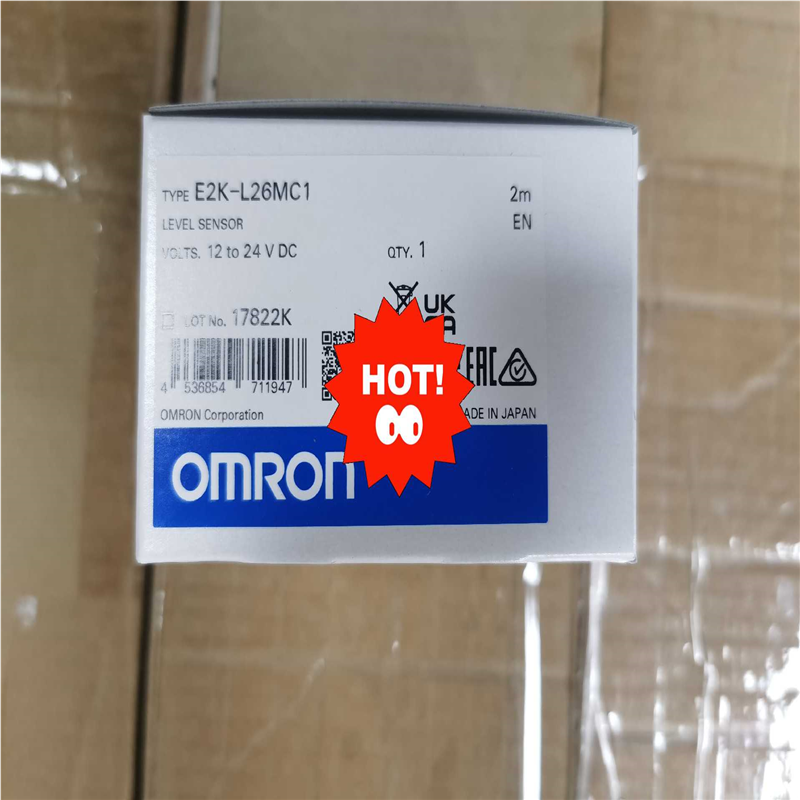 TYPE E2K-L26MC1 2m
LEVEL SENSOR EN
VOLTS. 12 to 24 V DC QTY. 1
UK
LOT No. 17822K
EAC
HOT!
4 536854 711947
OMRON Corporation IN JAPAN
OMRON